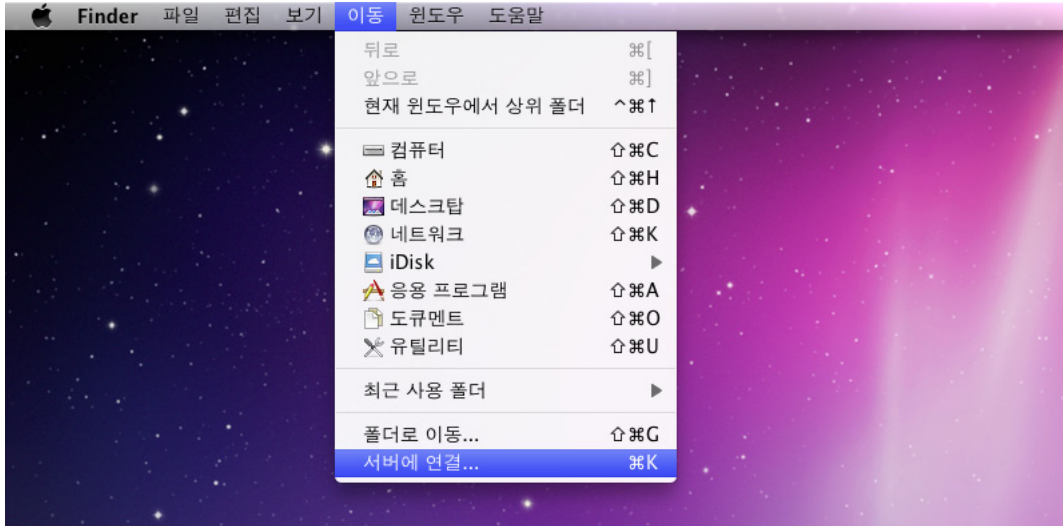 Finder 파일 편집 보기 이동 윈도우 도움말
뒤로 ⌘[
앞으로 ⌘]
현재 윈도우에서 상위 폴더 ^⌘↑
컴퓨터 ⇧⌘C
홈 ⇧⌘H
데스크탑 ⇧⌘D
네트워크 ⇧⌘K
iDisk ▶
응용 프로그램 ⇧⌘A
도큐멘트 ⇧⌘O
유틸리티 ⇧⌘U
최근 사용 폴더 ▶
폴더로 이동... ⇧⌘G
서버에 연결... ⌘K